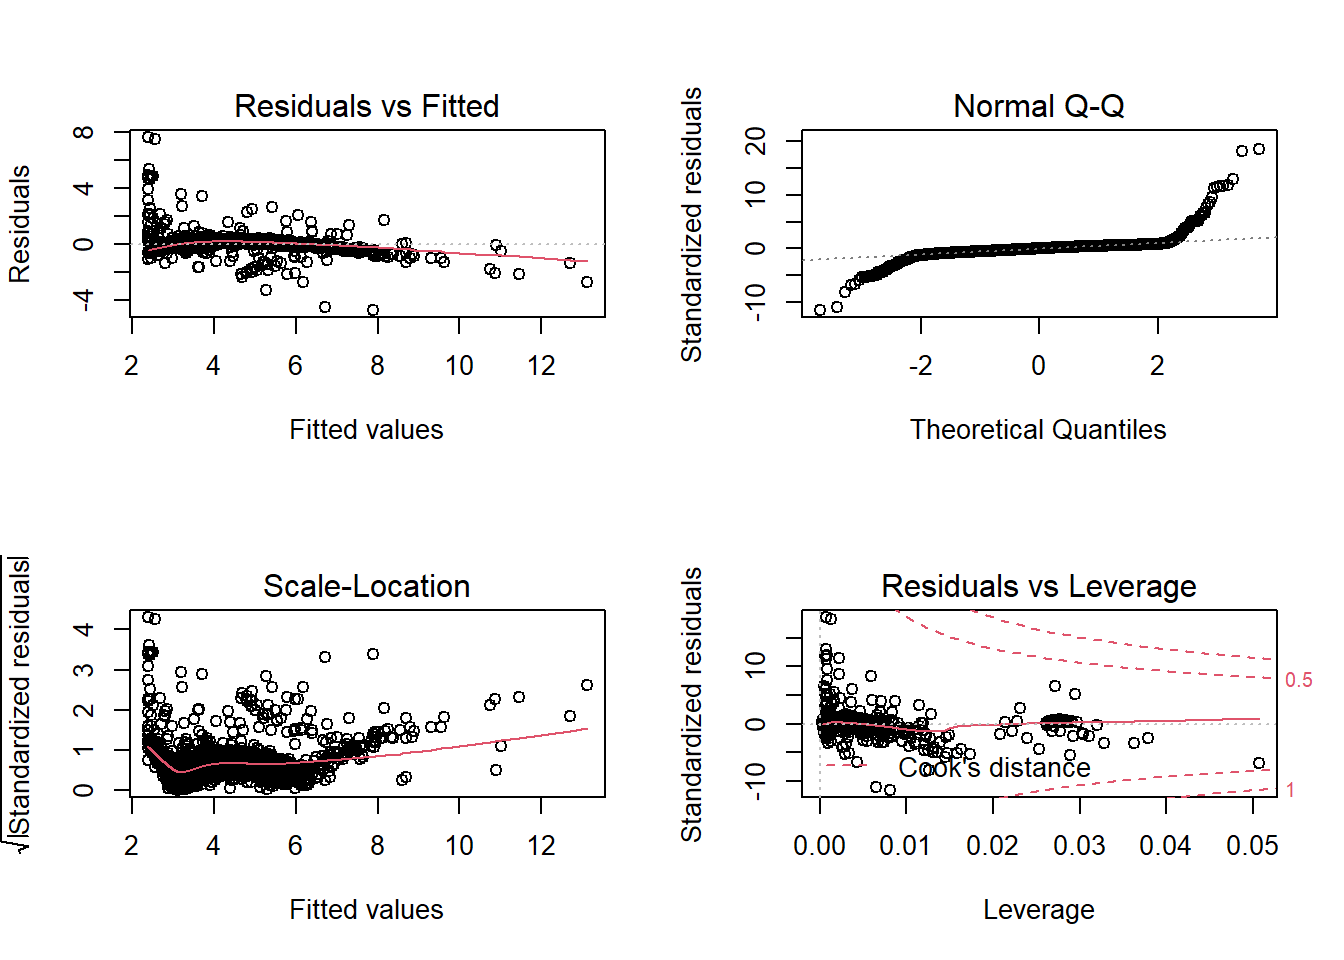 Residuals vs Fitted
Residuals
8
4
0
-4
2 4 6 8 10 12
Fitted values
Normal Q-Q
Standardized residuals
20
10
0
-10
-2 0 2
Theoretical Quantiles
Scale-Location
√|Standardized residuals|
4
3
2
1
0
2 4 6 8 10 12
Fitted values
Residuals vs Leverage
Standardized residuals
10
0
-10
0.5
1
Cook's distance
0.00 0.01 0.02 0.03 0.04 0.05
Leverage